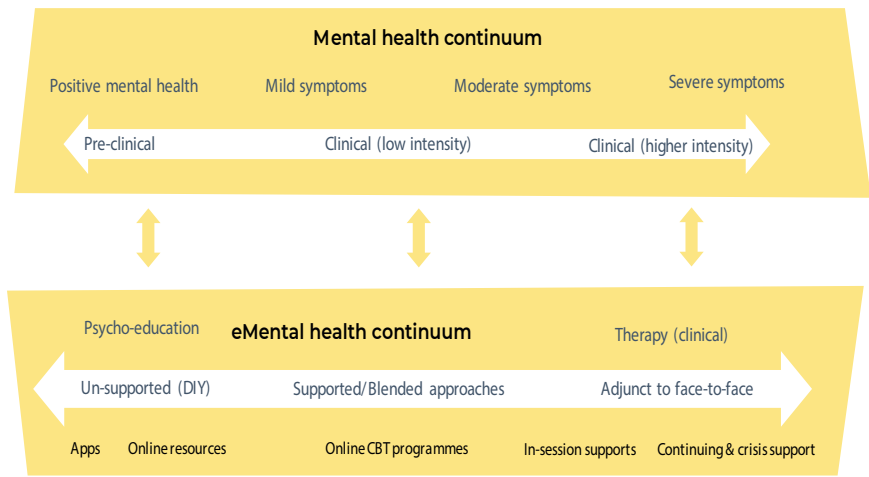 Mental health continuum
Positive mental health Mild symptoms Moderate symptoms Severe symptoms
Pre-clinical Clinical (low intensity) Clinical (higher intensity)
Psycho-education eMental health continuum Therapy (clinical)
Un-supported (DIY) Supported/Blended approaches Adjunct to face-to-face
Apps Online resources Online CBT programmes In-session supports Continuing & crisis support